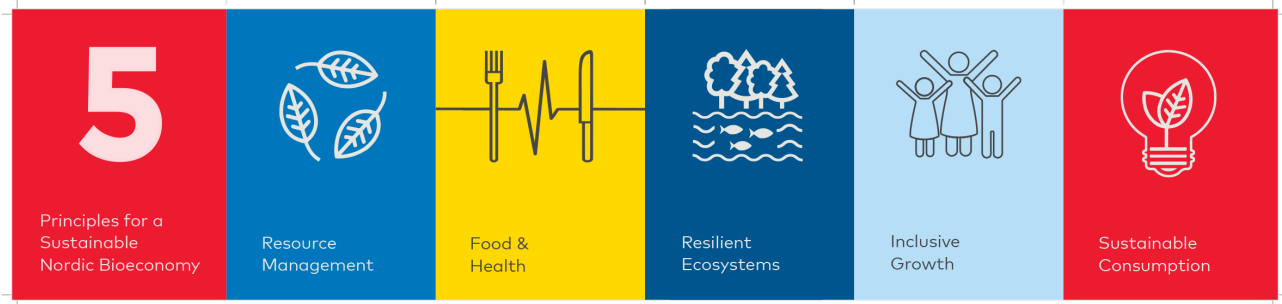 5
Principles for a
Sustainable
Nordic Bioeconomy
Resource
Management
Food &
Health
Resilient
Ecosystems
Inclusive
Growth
Sustainable
Consumption